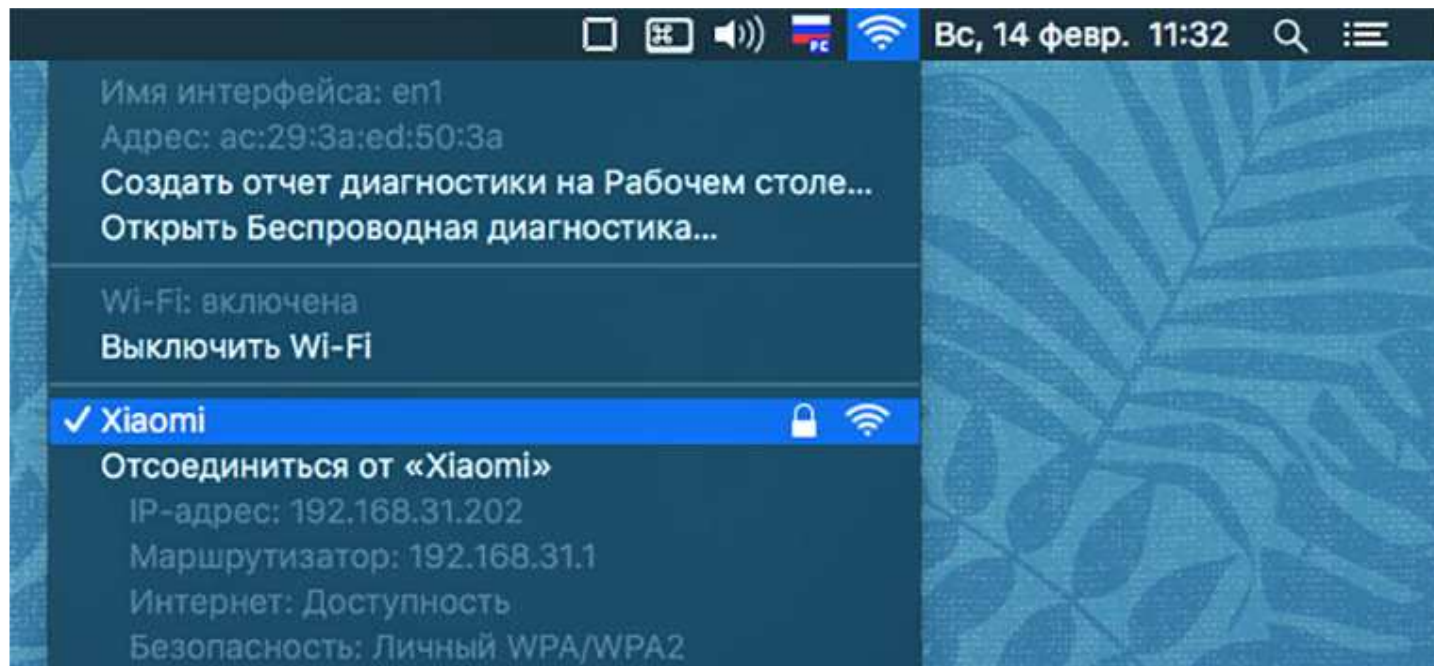 РС Вс, 14 февр. 11:32
Имя интерфейса: en1
Адрес: ac:29:3a:ed:50:3a
Создать отчет диагностики на Рабочем столе...
Открыть Беспроводная диагностика...
Wi-Fi: включена
Выключить Wi-Fi
Xiaomi
Отсоединиться от «Xiaomi»
IP-адрес: 192.168.31.202
Маршрутизатор: 192.168.31.1
Интернет: Доступность
Безопасность: Личный WPA/WPA2